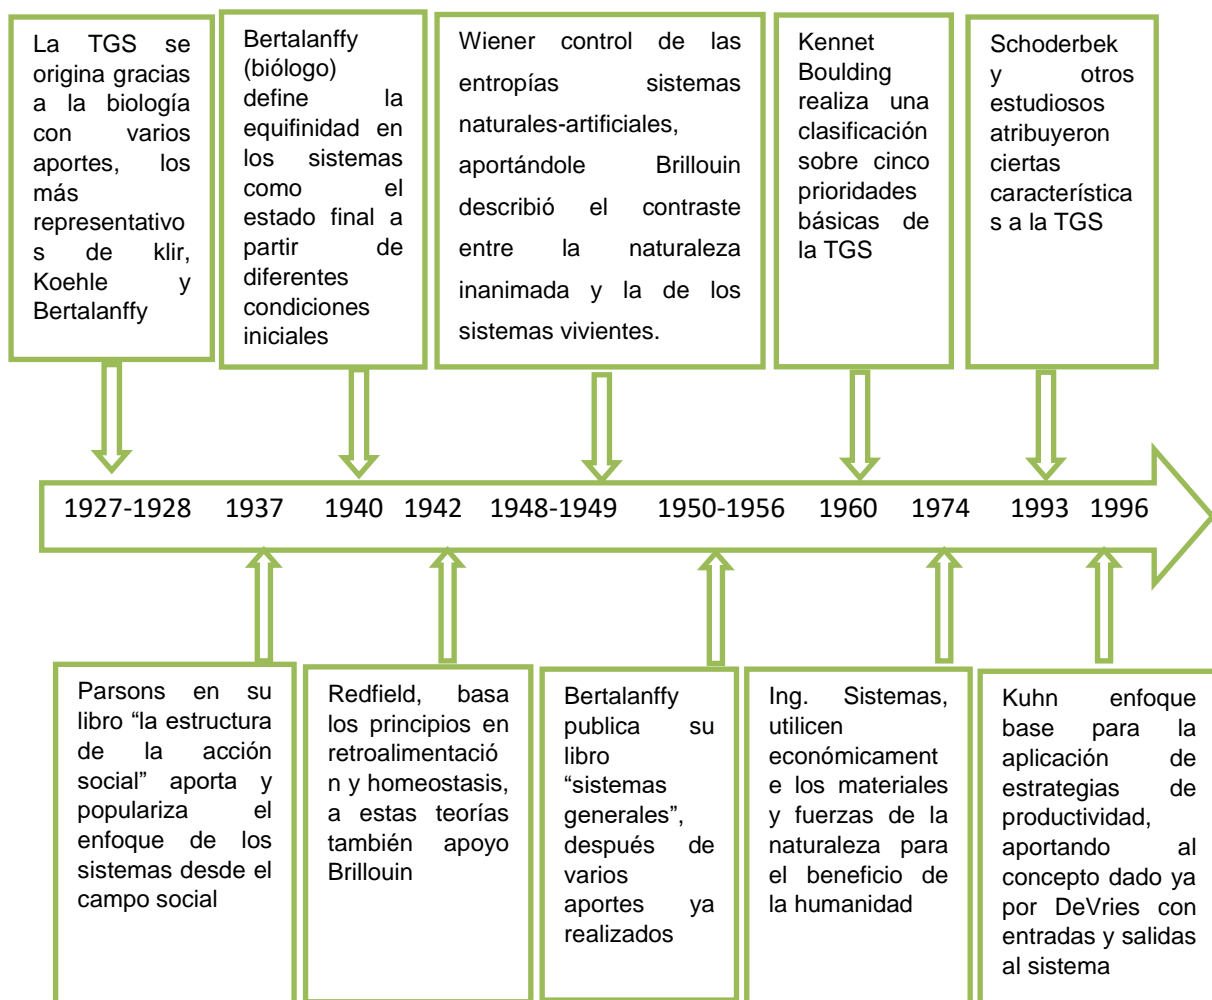 La TGS se
origina gracias
a la biología
con varios
aportes, los
más
representativo
s de klir,
Koehle y
Bertalanffy
Bertalanffy
(biólogo)
define la
equifinidad en
los sistemas
como el
estado final a
partir de
diferentes
condiciones
iniciales
Wiener control de las
entropías sistemas
naturales-artificiales,
aportándole Brillouin
describió el contraste
entre la naturaleza
inanimada y la de los
sistemas vivientes.
Kennet
Boulding
realiza una
clasificación
sobre cinco
prioridades
básicas de
la TGS
Schoderbek
y otros
estudiosos
atribuyeron
ciertas
característica
s a la TGS
1927-1928 1937 1940 1942 1948-1949 1950-1956 1960 1974 1993 1996
Parsons en su
libro “la estructura
de la acción
social” aporta y
populariza el
enfoque de los
sistemas desde el
campo social
Redfield, basa
los principios en
retroalimentació
n y homeostasis,
a estas teorías
también apoyo
Brillouin
Bertalanffy
publica su
libro
“sistemas
generales”,
después de
varios
aportes ya
realizados
Ing. Sistemas,
utilicen
económicament
e los materiales
y fuerzas de la
naturaleza para
el beneficio de
la humanidad
Kuhn enfoque
base para la
aplicación de
estrategias de
productividad,
aportando al
concepto dado ya
por DeVries con
entradas y salidas
al sistema